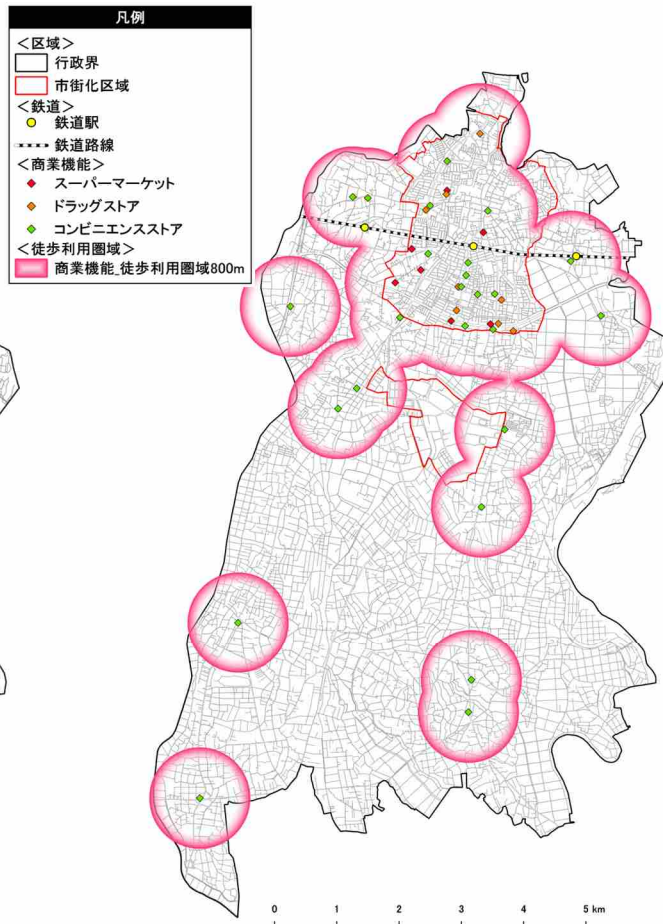 凡例
＜区域＞
行政界
市街化区域
＜鉄道＞
鉄道駅
鉄道路線
＜商業機能＞
スーパーマーケット
ドラッグストア
コンビニエンスストア
＜徒歩利用圏域＞
商業機能_徒歩利用圏域800m
0 1 2 3 4 5 km